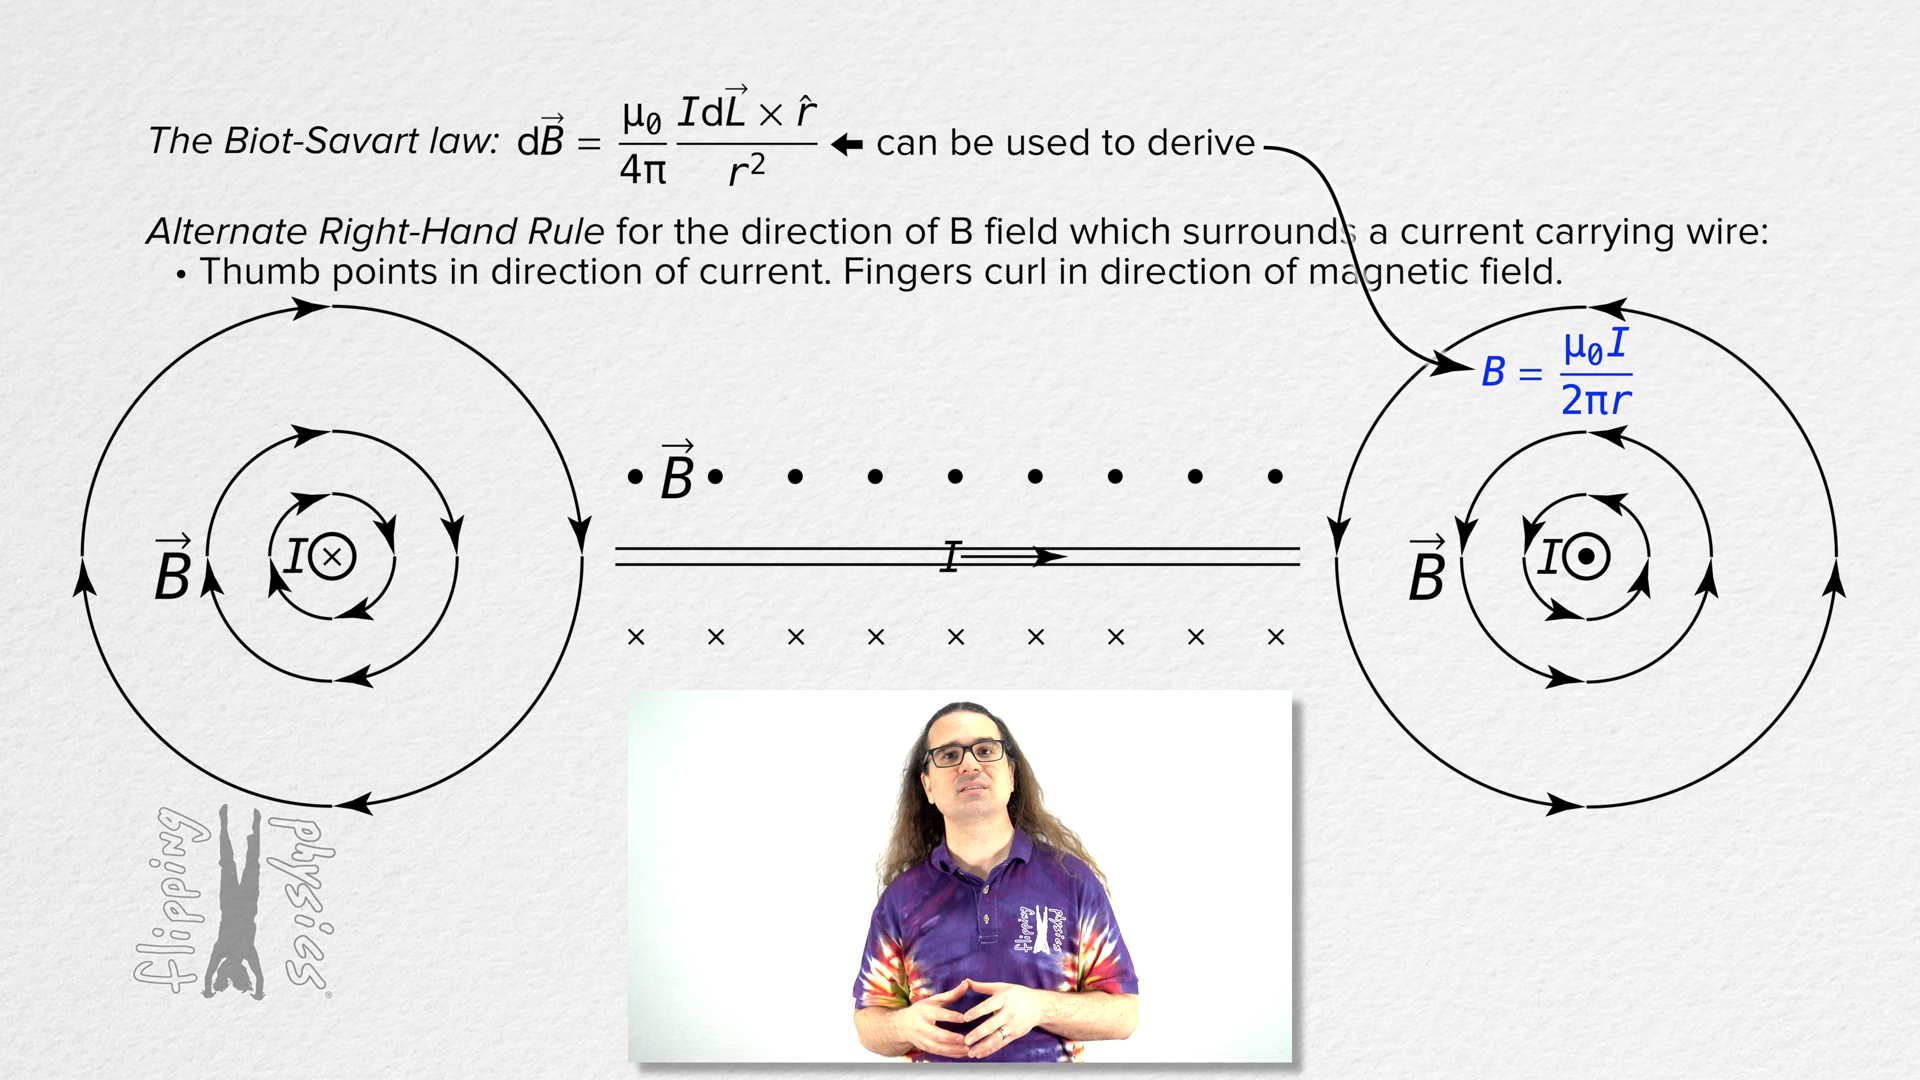 The Biot-Savart law: dB⃗ = μ₀/4π IdL⃗ × r̂/r² ← can be used to derive
Alternate Right-Hand Rule for the direction of B field which surrounds a current carrying wire:
• Thumb points in direction of current. Fingers curl in direction of magnetic field.
B = μ₀I/2πr
B⃗
I
B⃗
I
B⃗
I
flipping physics®
flipping physics